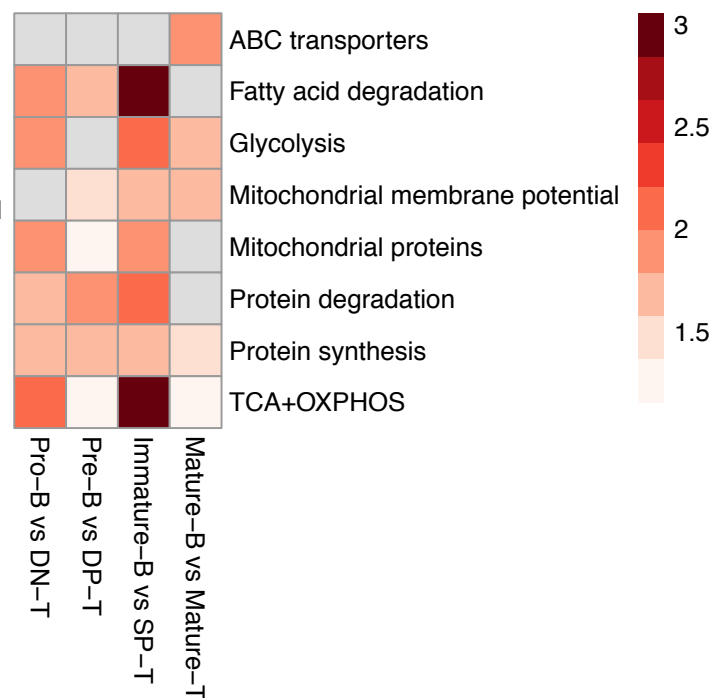 ABC transporters
Fatty acid degradation
Glycolysis
Mitochondrial membrane potential
Mitochondrial proteins
Protein degradation
Protein synthesis
TCA+OXPHOS
3
2.5
2
1.5
Pro−B vs DN−T
Pre−B vs DP−T
Immature−B vs SP−T
Mature−B vs Mature−T